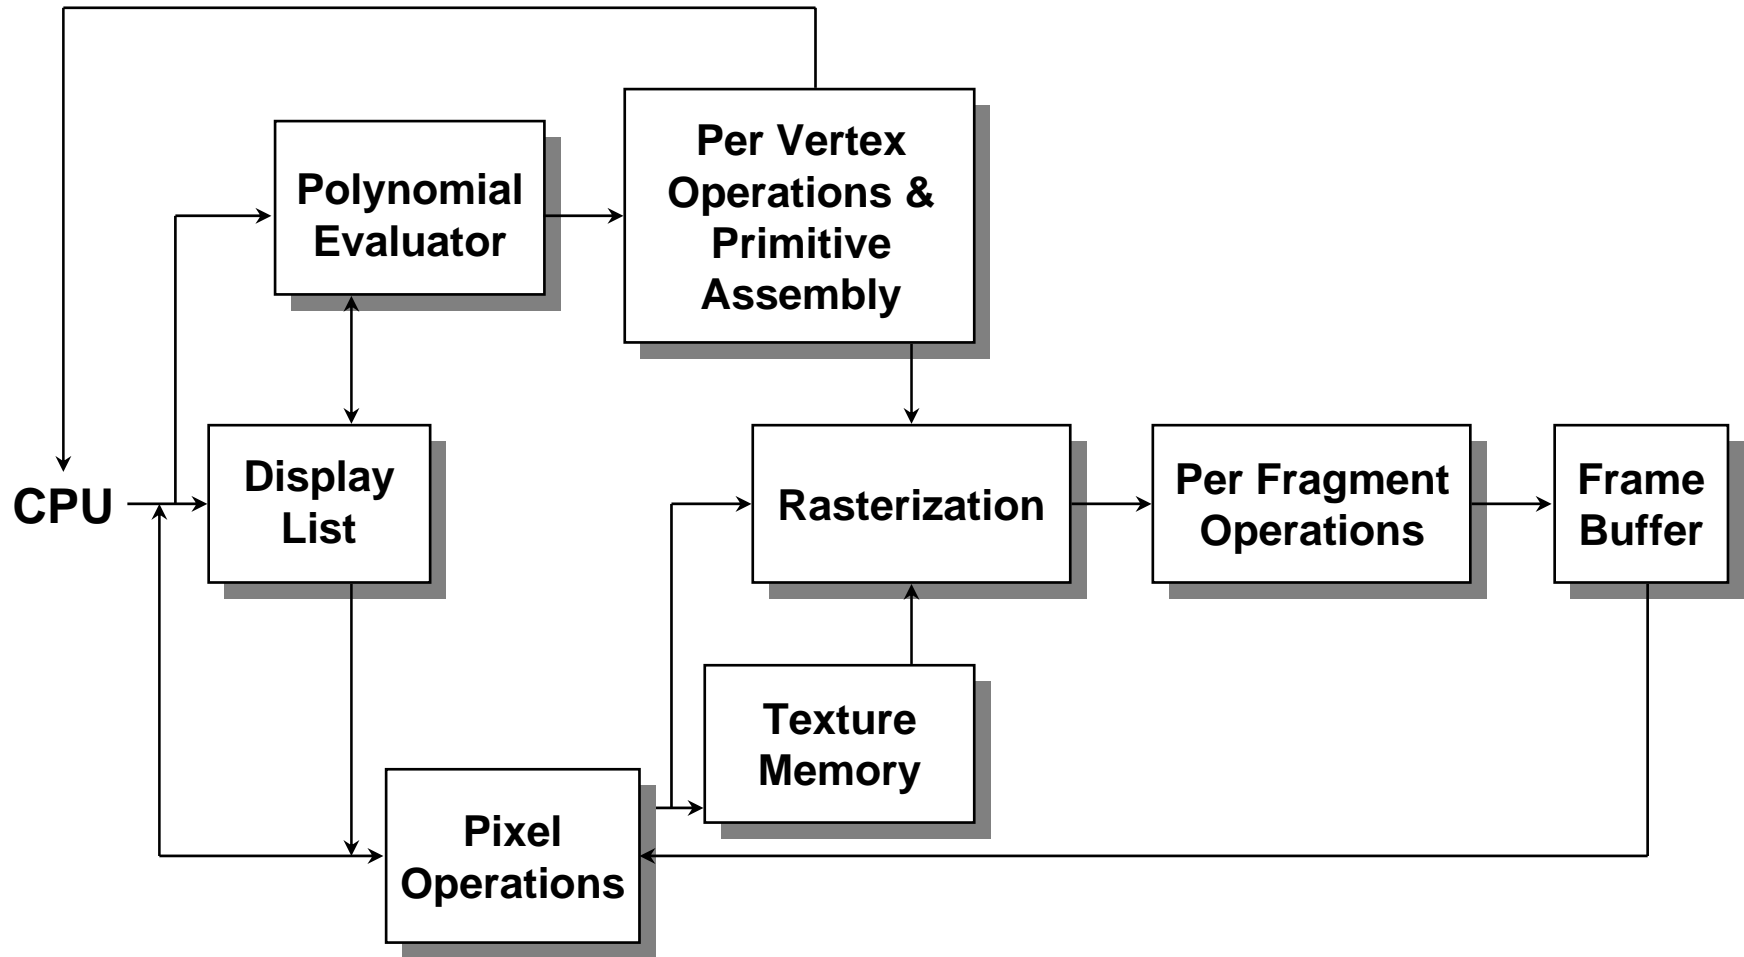 Per Vertex
Operations &
Primitive
Assembly
Polynomial
Evaluator
CPU
Display
List
Rasterization
Per Fragment
Operations
Frame
Buffer
Texture
Memory
Pixel
Operations